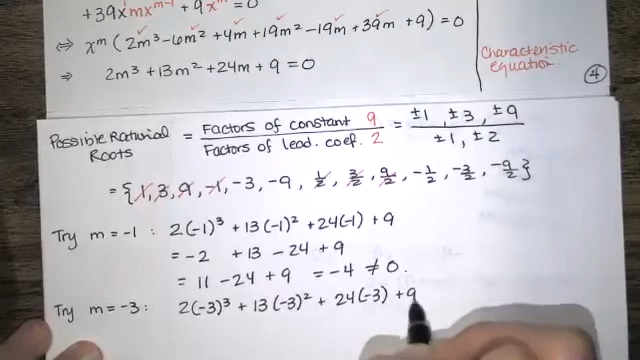 +39x mx^{m-1} + 9x^m = 0
⇔ x^m (2m³ - 6m² + 4m + 19m² - 19m + 39m + 9) = 0
⇒ 2m³ + 13m² + 24m + 9 = 0
Characteristic
equation.
4
Possible Rational Roots = Factors of constant 9 / Factors of lead. coef. 2 = ±1, ±3, ±9 / ±1, ±2
= {1, 3, 9, -1, -3, -9, 1/2, 3/2, 9/2, -1/2, -3/2, -9/2}
Try m = -1 : 2(-1)³ + 13(-1)² + 24(-1) + 9
= -2 + 13 - 24 + 9
= 11 - 24 + 9 = -4 ≠ 0.
Try m = -3 : 2(-3)³ + 13(-3)² + 24(-3) + 9